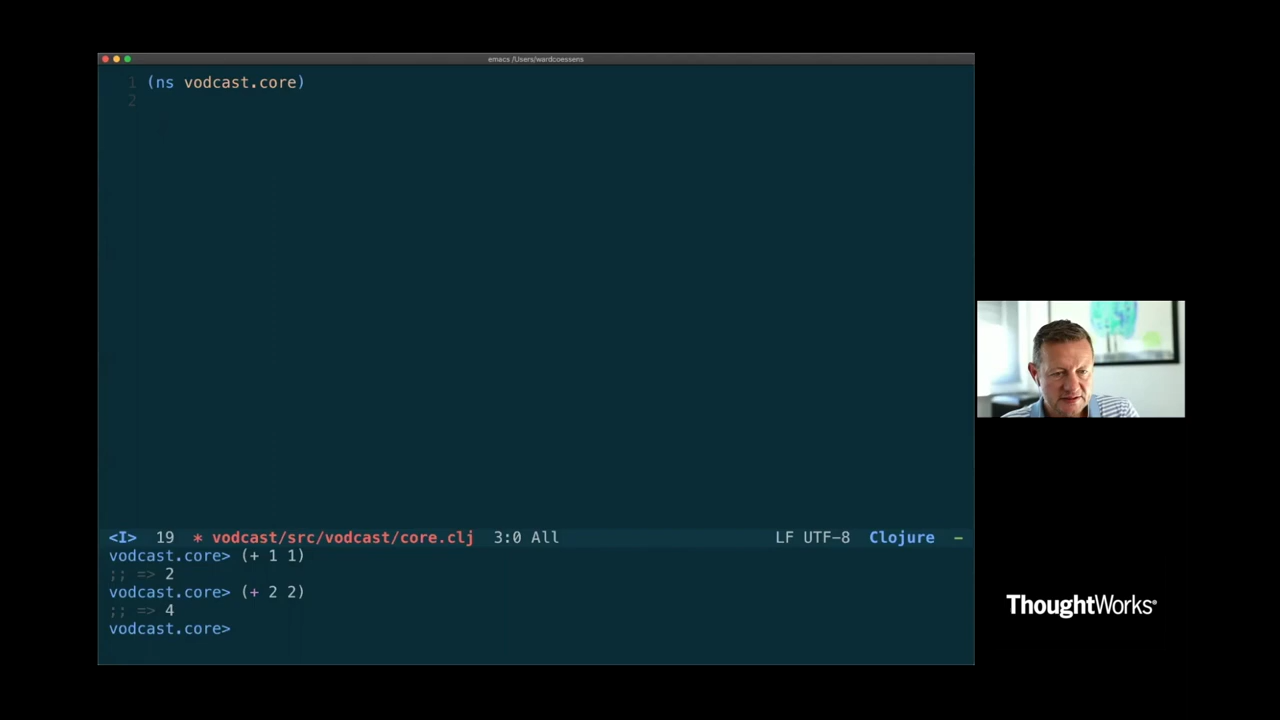 emacs /Users/wardcoessens
1 (ns vodcast.core)
2
<I> 19 * vodcast/src/vodcast/core.clj 3:0 All LF UTF-8 Clojure –
vodcast.core> (+ 1 1)
;; => 2
vodcast.core> (+ 2 2)
;; => 4
vodcast.core>
ThoughtWorks®